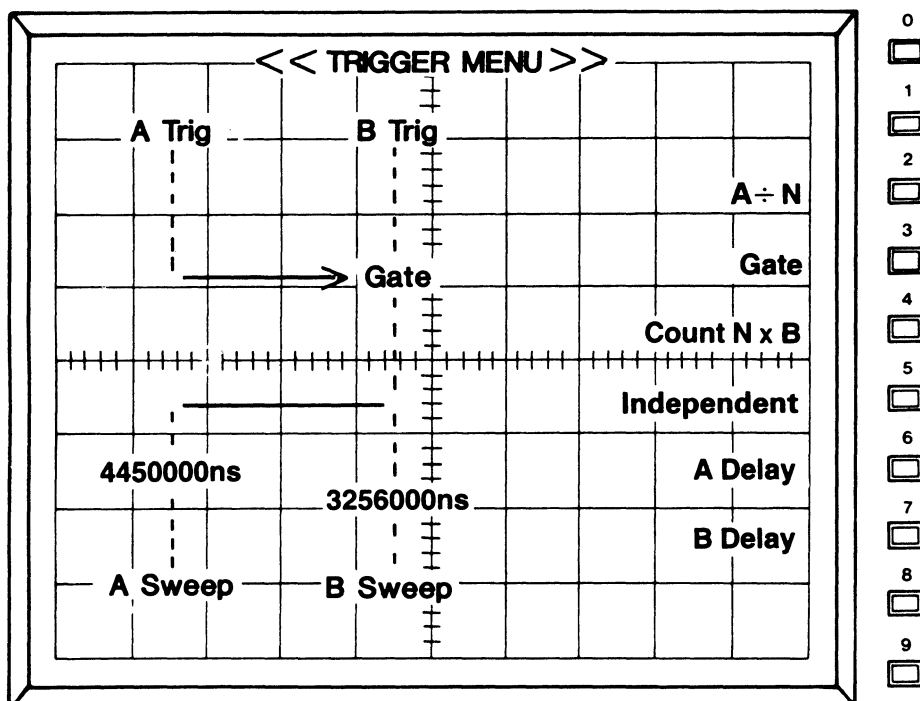 << TRIGGER MENU >>
A Trig B Trig
A ÷ N
Gate Gate
Count N x B
Independent
4450000ns A Delay
3256000ns
B Delay
A Sweep B Sweep
0
1
2
3
4
5
6
7
8
9